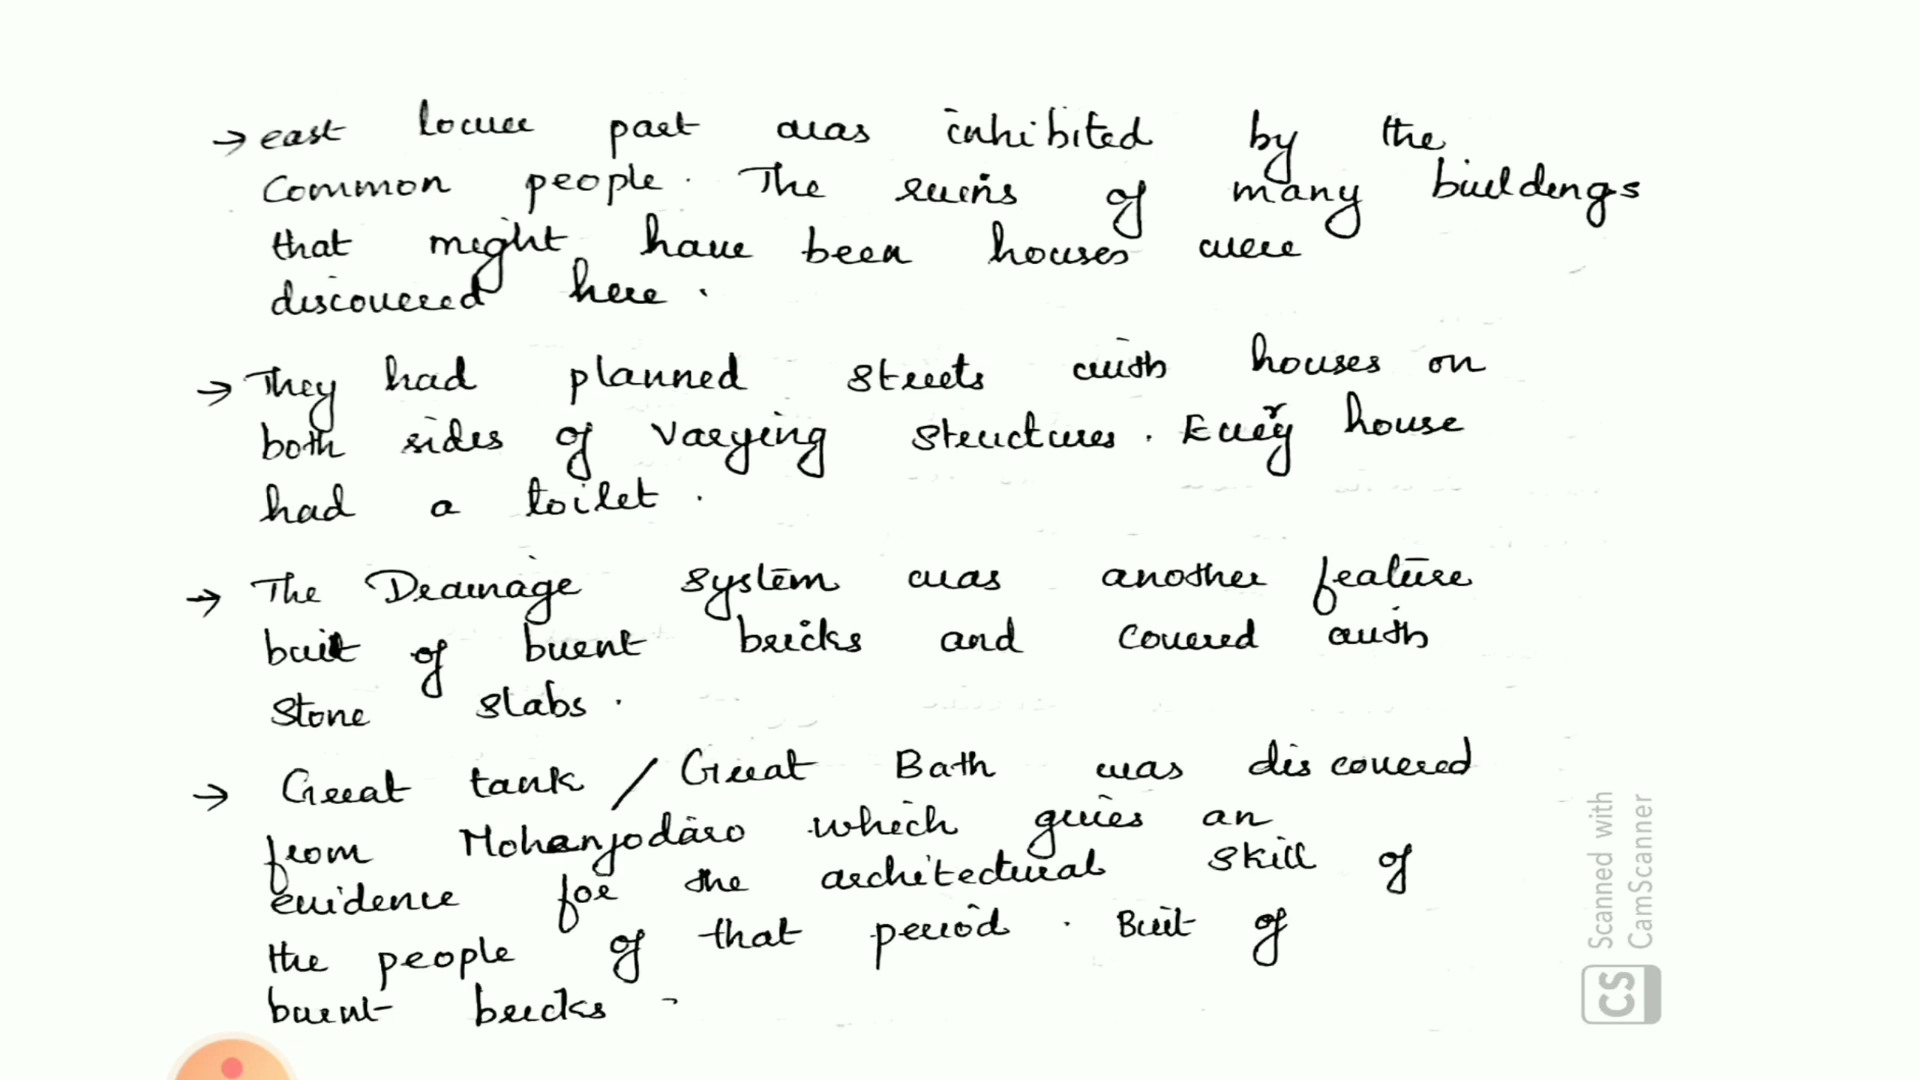 → east lower part was inhibited by the
common people. The ruins of many buildings
that might have been houses were
discovered here.
→ They had planned streets with houses on
both sides of varying structures. Every house
had a toilet.
→ The Drainage system was another feature
built of burnt bricks and covered with
stone slabs.
→ Great tank / Great Bath was discovered
from Mohenjodaro which gives an
evidence for the architectural skill of
the people of that period. Built of
burnt bricks.
Scanned with
CamScanner
CS